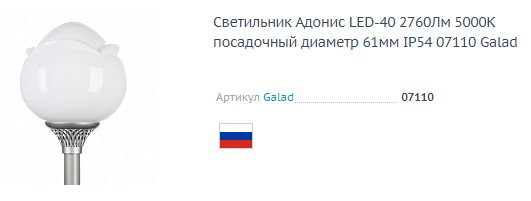 Светильник Адонис LED-40 2760Лм 5000К
посадочный диаметр 61мм IP54 07110 Galad
Артикул Galad 07110